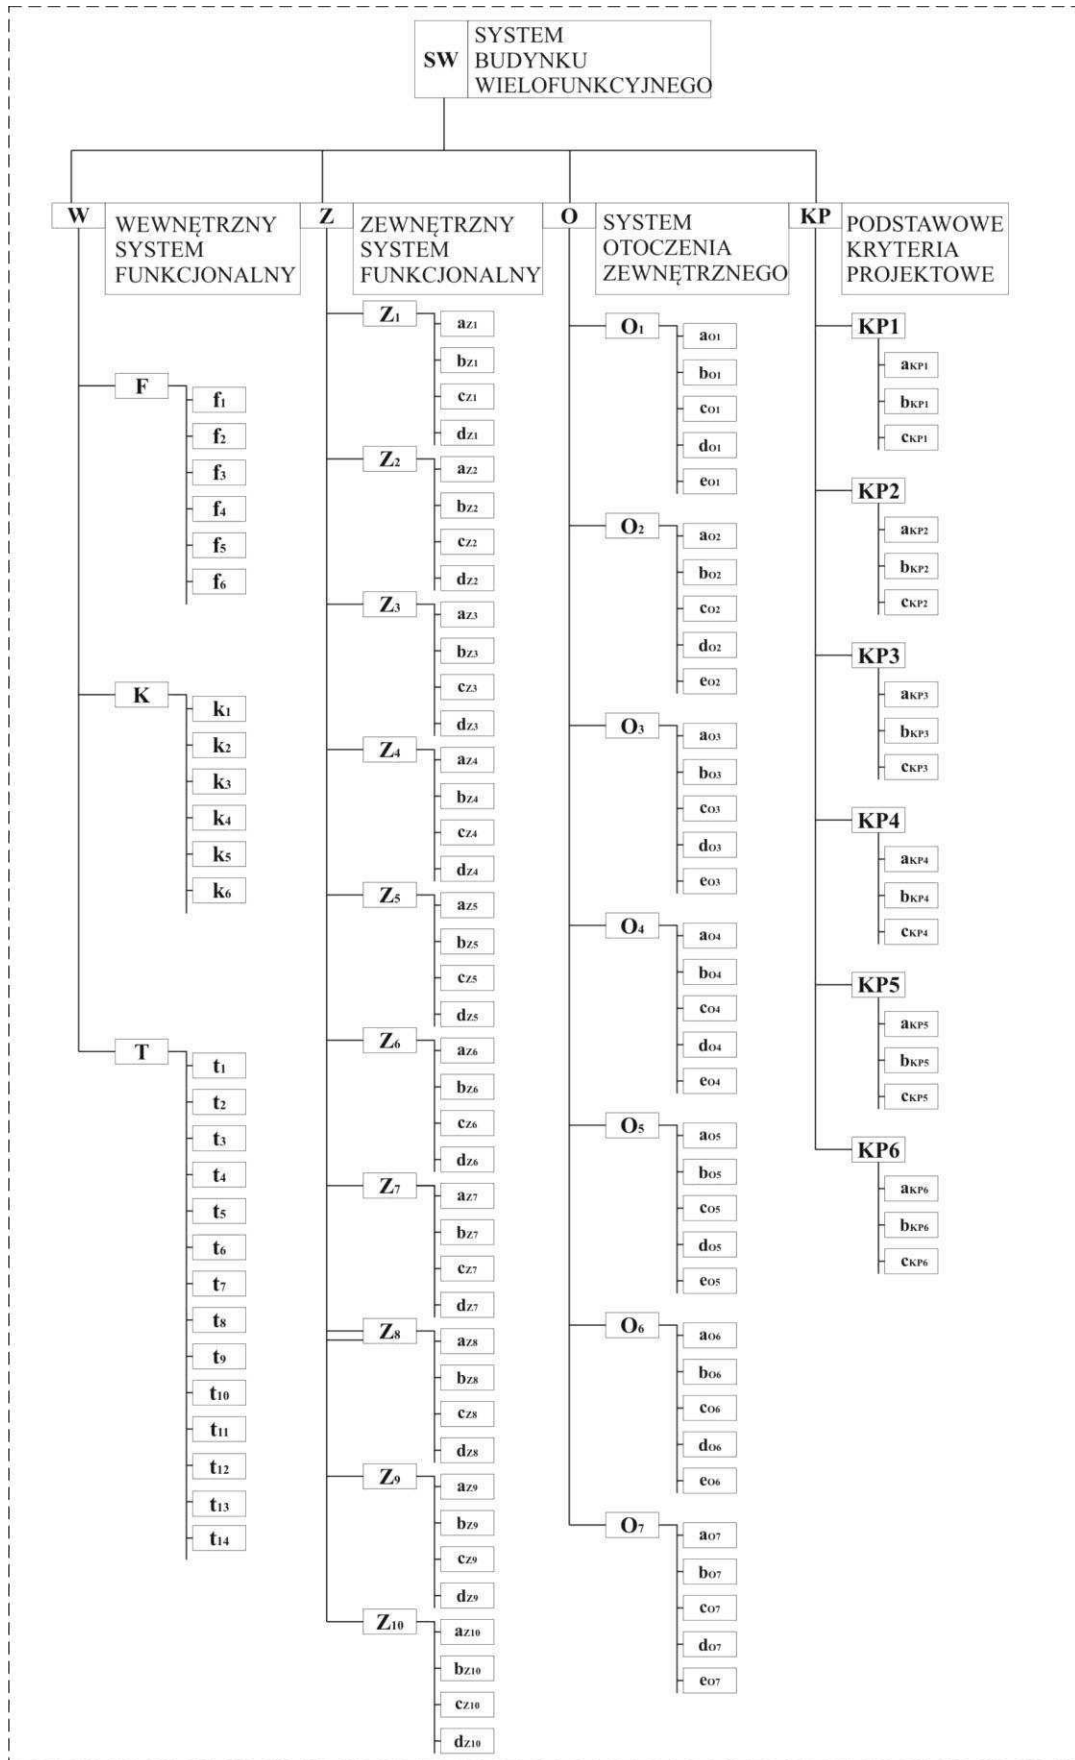 SW
SYSTEM
BUDYNKU
WIELOFUNKCYJNEGO
W
WEWNĘTRZNY
SYSTEM
FUNKCJONALNY
F
f1
f2
f3
f4
f5
f6
K
k1
k2
k3
k4
k5
k6
T
t1
t2
t3
t4
t5
t6
t7
t8
t9
t10
t11
t12
t13
t14
Z
ZEWNĘTRZNY
SYSTEM
FUNKCJONALNY
Z1
aZ1
bZ1
cZ1
dZ1
Z2
aZ2
bZ2
cZ2
dZ2
Z3
aZ3
bZ3
cZ3
dZ3
Z4
aZ4
bZ4
cZ4
dZ4
Z5
aZ5
bZ5
cZ5
dZ5
Z6
aZ6
bZ6
cZ6
dZ6
Z7
aZ7
bZ7
cZ7
dZ7
Z8
aZ8
bZ8
cZ8
dZ8
Z9
aZ9
bZ9
cZ9
dZ9
Z10
aZ10
bZ10
cZ10
dZ10
O
SYSTEM
OTOCZENIA
ZEWNĘTRZNEGO
O1
aO1
bO1
cO1
dO1
eO1
O2
aO2
bO2
cO2
dO2
eO2
O3
aO3
bO3
cO3
dO3
eO3
O4
aO4
bO4
cO4
dO4
eO4
O5
aO5
bO5
cO5
dO5
eO5
O6
aO6
bO6
cO6
dO6
eO6
O7
aO7
bO7
cO7
dO7
eO7
KP
PODSTAWOWE
KRYTERIA
PROJEKTOWE
KP1
aKP1
bKP1
cKP1
KP2
aKP2
bKP2
cKP2
KP3
aKP3
bKP3
cKP3
KP4
aKP4
bKP4
cKP4
KP5
aKP5
bKP5
cKP5
KP6
aKP6
bKP6
cKP6